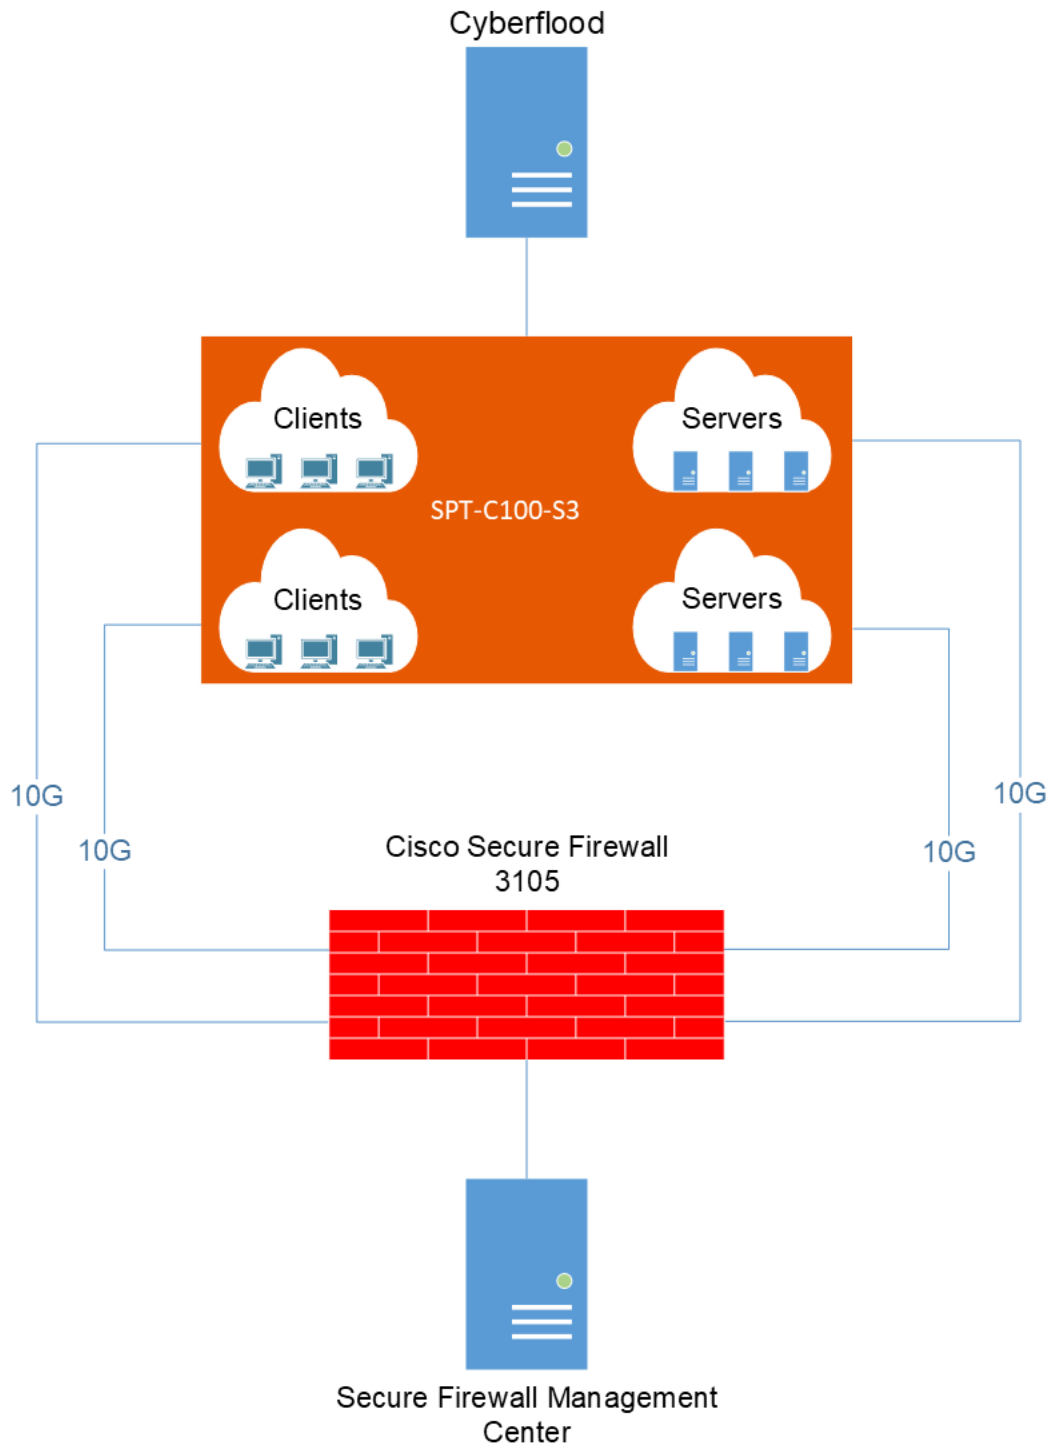 Cyberflood
Clients
Servers
SPT-C100-S3
Clients
Servers
10G
10G
10G
10G
Cisco Secure Firewall
3105
Secure Firewall Management
Center